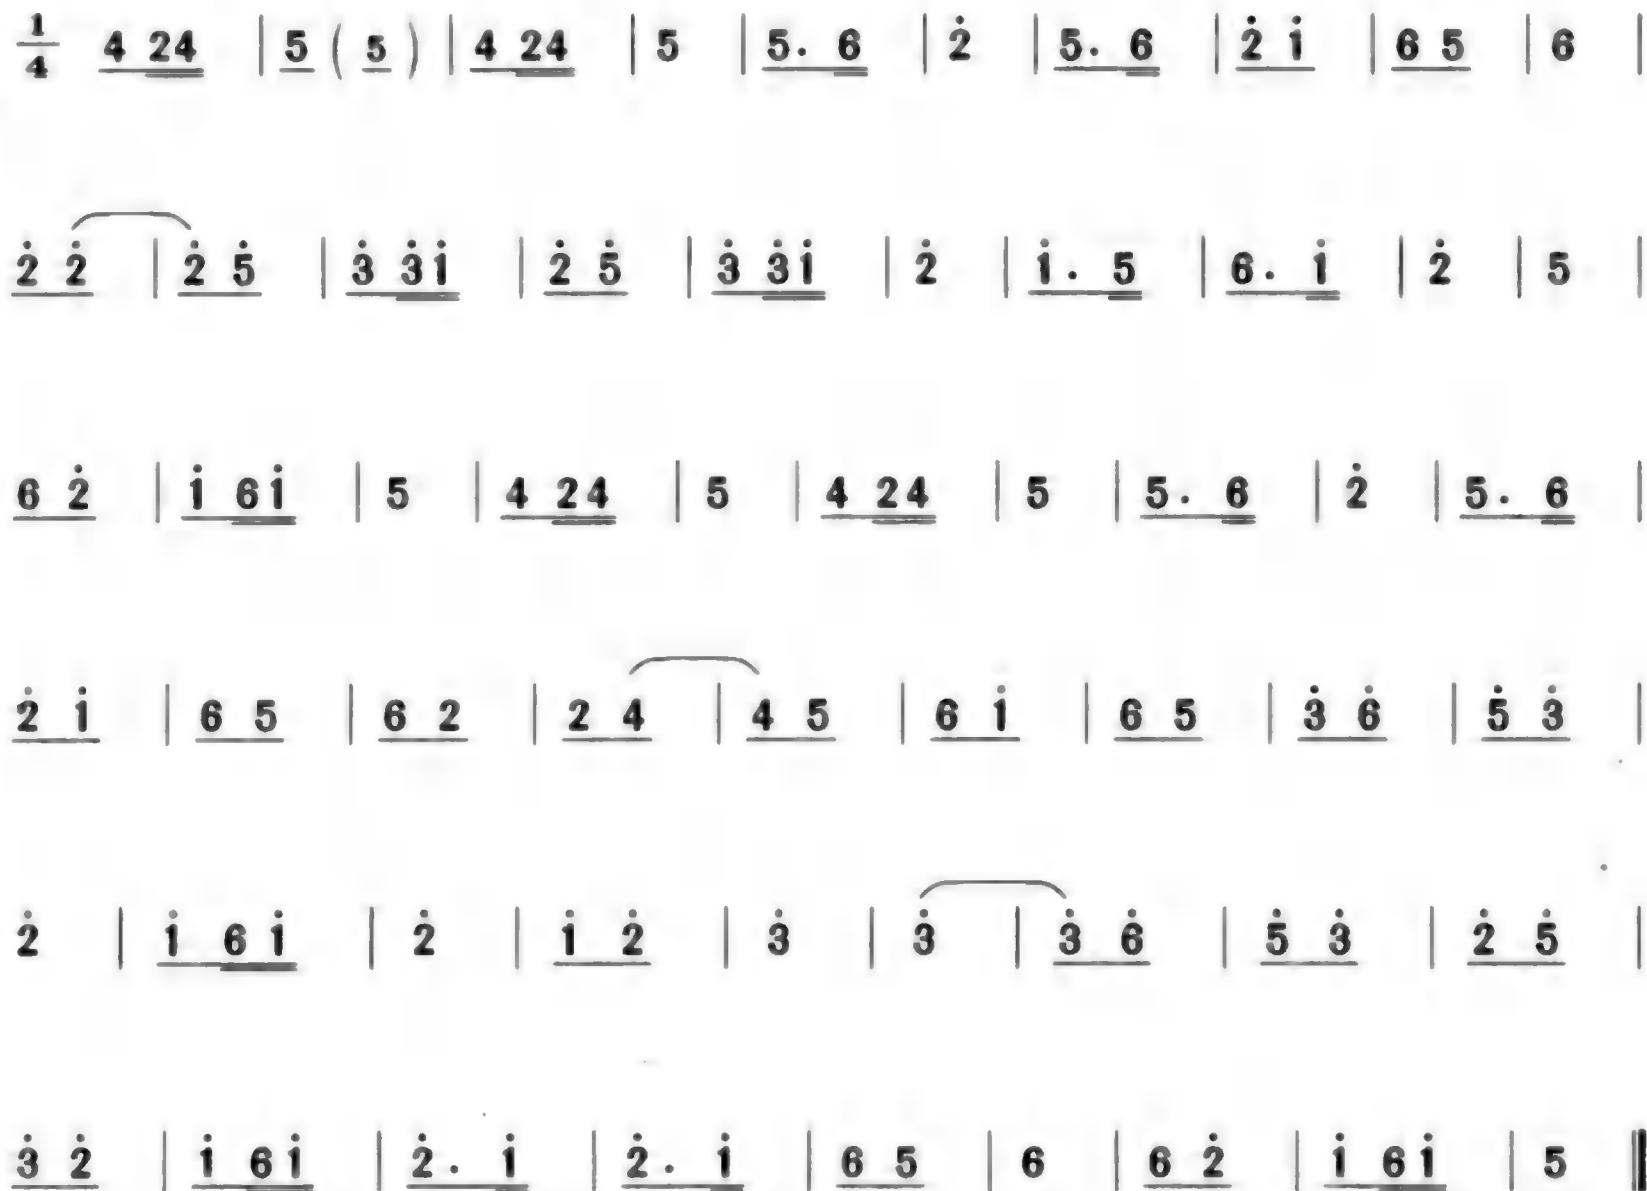 1/4 4 24 | 5 ( 5 ) | 4 24 | 5 | 5. 6 | 2̇ | 5. 6 | 2̇ 1̇ | 6 5 | 6 |
2̇ 2̇ | 2̇ 5̇ | 3̇ 3̇1̇ | 2̇ 5̇ | 3̇ 3̇1̇ | 2̇ | 1̇. 5 | 6. 1̇ | 2̇ | 5 |
6 2̇ | 1̇ 61̇ | 5 | 4 24 | 5 | 4 24 | 5 | 5. 6 | 2̇ | 5. 6 |
2̇ 1̇ | 6 5 | 6 2 | 2 4 | 4 5 | 6 1̇ | 6 5 | 3̇ 6̇ | 5̇ 3̇ |
2̇ | 1̇ 6 1̇ | 2̇ | 1̇ 2̇ | 3̇ | 3̇ | 3̇ 6̇ | 5̇ 3̇ | 2̇ 5̇ |
3̇ 2̇ | 1̇ 61̇ | 2̇. 1̇ | 2̇. 1̇ | 6 5 | 6 | 6 2̇ | 1̇ 61̇ | 5 ‖